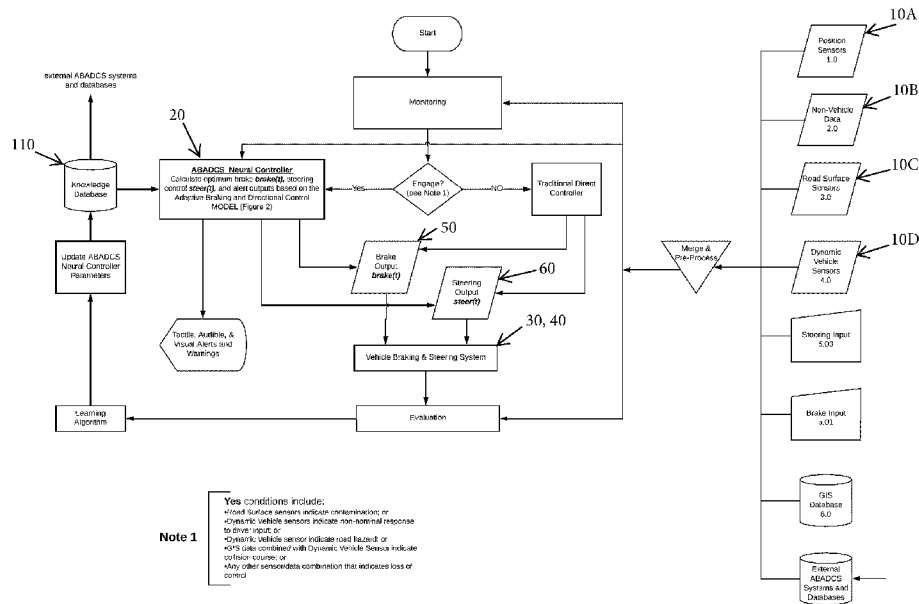 Start
10A
Position
Sensors
1.0
external ABADCS systems
and databases
Monitoring
10B
Non-Vehicle
Data
2.0
20
110
Knowledge
Database
ABADCS Neural Controller
Calculate optimum brake brake(t), steering
control steer(t), and alert outputs based on the
Adaptive Braking and Directional Control
MODEL (Figure 2)
Yes
Engage?
(see Note 1)
NO
Traditional Direct
Controller
10C
Road Surface
Sensors
3.0
50
Brake
Output
brake(t)
60
Steering
Output
steer(t)
Update ABADCS
Neural Controller
Parameters
Merge &
Pre-Process
10D
Dynamic
Vehicle
Sensors
4.0
Tactile, Audible, &
Visual Alerts and
Warnings
30, 40
Vehicle Braking & Steering System
Steering Input
5.00
Learning
Algorithm
Evaluation
Brake Input
5.01
GIS
Database
6.0
External
ABADCS
Systems and
Databases
Note 1
Yes conditions include:
•Road Surface sensors indicate contamination; or
•Dynamic Vehicle sensors indicate non-nominal response
to driver input; or
•Dynamic Vehicle sensor indicate road hazard; or
•GIS data combined with Dynamic Vehicle Sensor indicate
collision course; or
•Any other sensor/data combination that indicates loss of
control